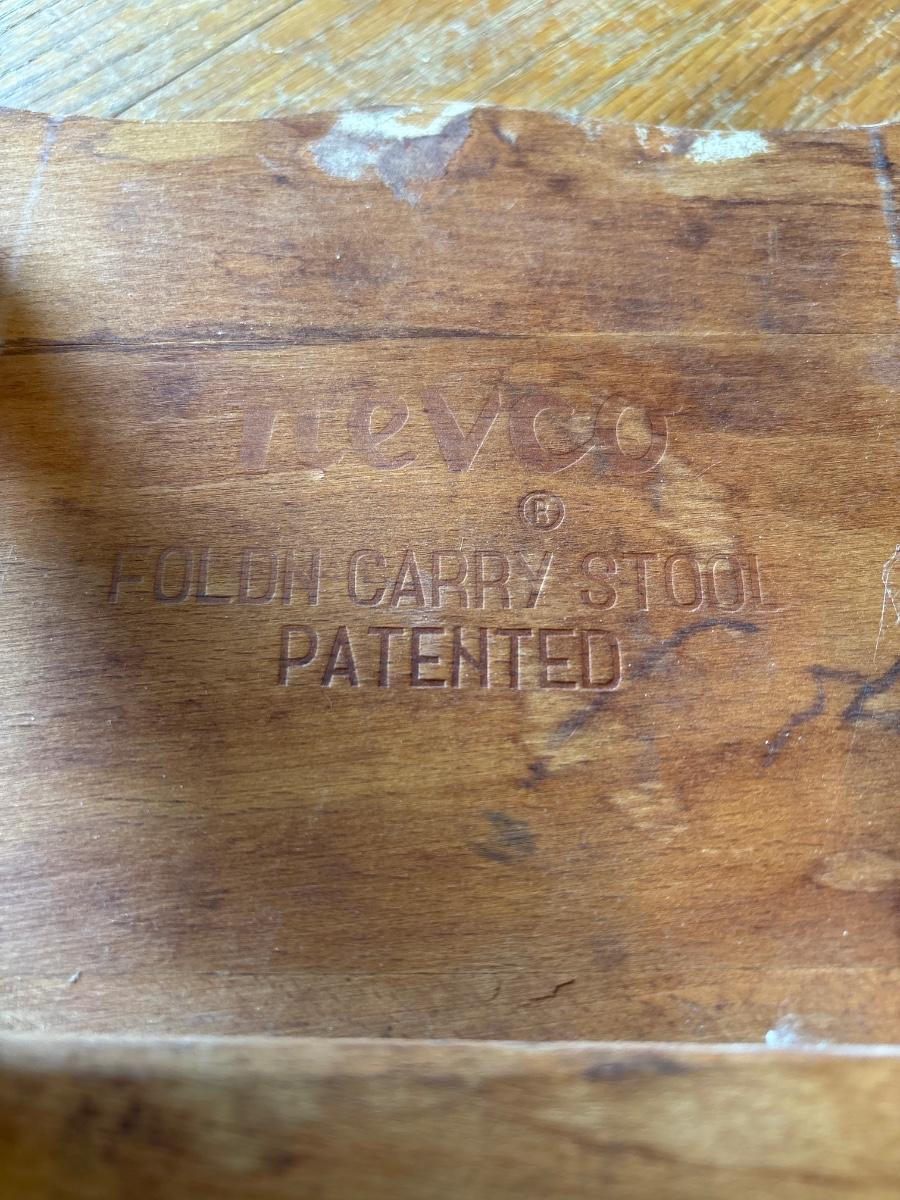 nevco
®
FOLDN CARRY STOOL
PATENTED